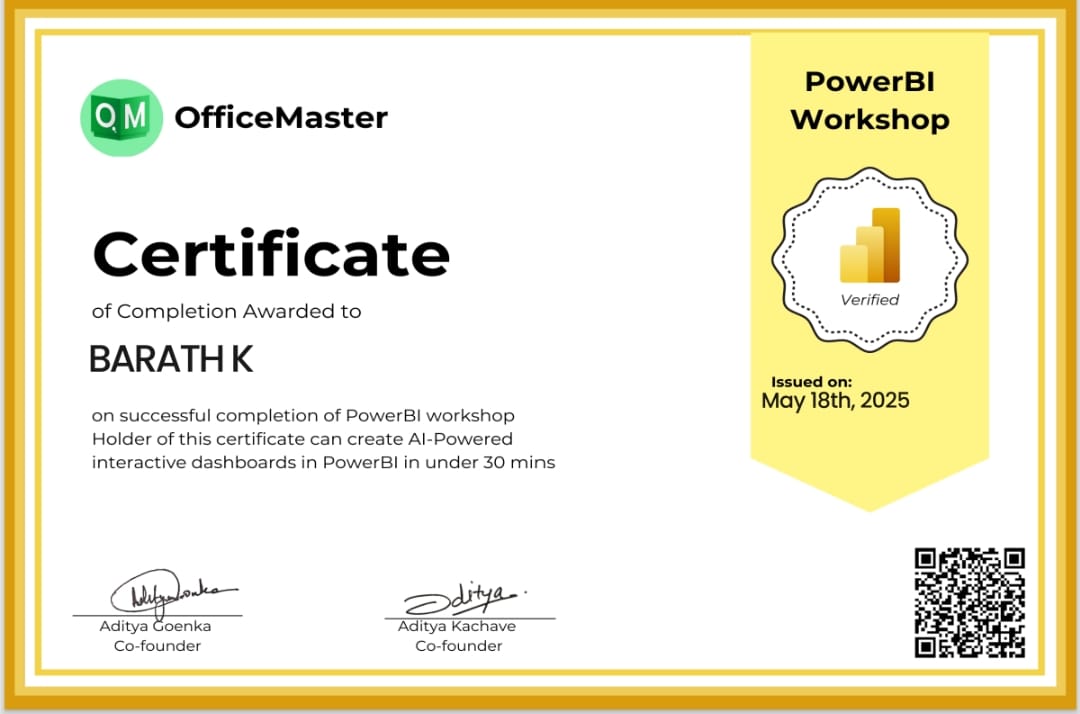 QM OfficeMaster
Certificate
of Completion Awarded to
BARATH K
on successful completion of PowerBI workshop
Holder of this certificate can create AI-Powered
interactive dashboards in PowerBI in under 30 mins
Aditya Goenka
Co-founder
Aditya
Aditya Kachave
Co-founder
PowerBI
Workshop
Verified
Issued on:
May 18th, 2025